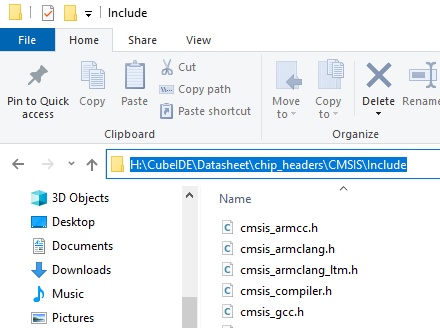 Include
File Home Share View
Pin to Quick access
Copy
Paste
Cut
Copy path
Paste shortcut
Move to
Copy to
Delete
Rename
Clipboard
Organize
H:\CubeIDE\Datasheet\chip_headers\CMSIS\Include
3D Objects
Desktop
Documents
Downloads
Music
Pictures
Name
cmsis_armcc.h
cmsis_armclang.h
cmsis_armclang_ltm.h
cmsis_compiler.h
cmsis_gcc.h